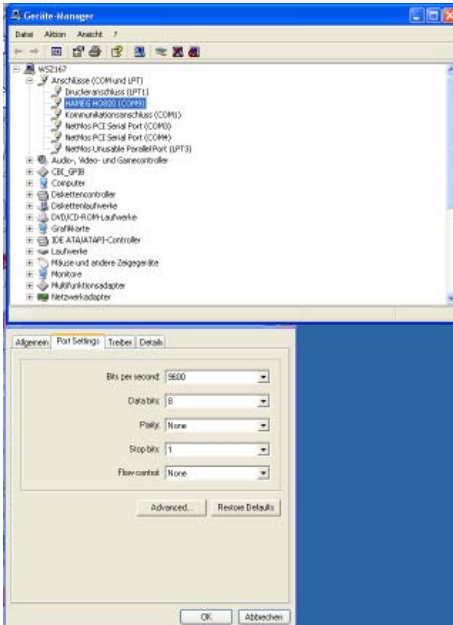 Geräte-Manager
Datei Aktion Ansicht ?
WS2167
Anschlüsse (COM und LPT)
Druckeranschluss (LPT1)
HAMEG HO820 (COM9)
Kommunikationsanschluss (COM1)
NetMos PCI Serial Port (COM3)
NetMos PCI Serial Port (COM4)
NetMos Unusable Parallel Port (LPT3)
Audio-, Video- und Gamecontroller
CBI_GPIB
Computer
Diskettencontroller
Diskettenlaufwerke
DVD/CD-ROM-Laufwerke
Grafikkarte
IDE ATA/ATAPI-Controller
Laufwerke
Mäuse und andere Zeigegeräte
Monitore
Multifunktionsadapter
Netzwerkadapter
Allgemein Port Settings Treiber Details
Bits per second: 9600
Data bits: 8
Parity: None
Stop bits: 1
Flow control: None
Advanced... Restore Defaults
OK Abbrechen